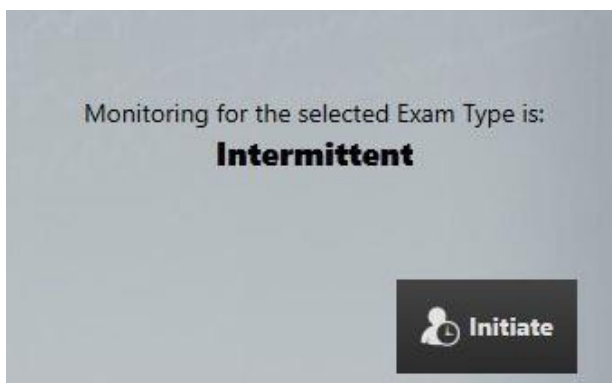 Monitoring for the selected Exam Type is:
Intermittent
Initiate